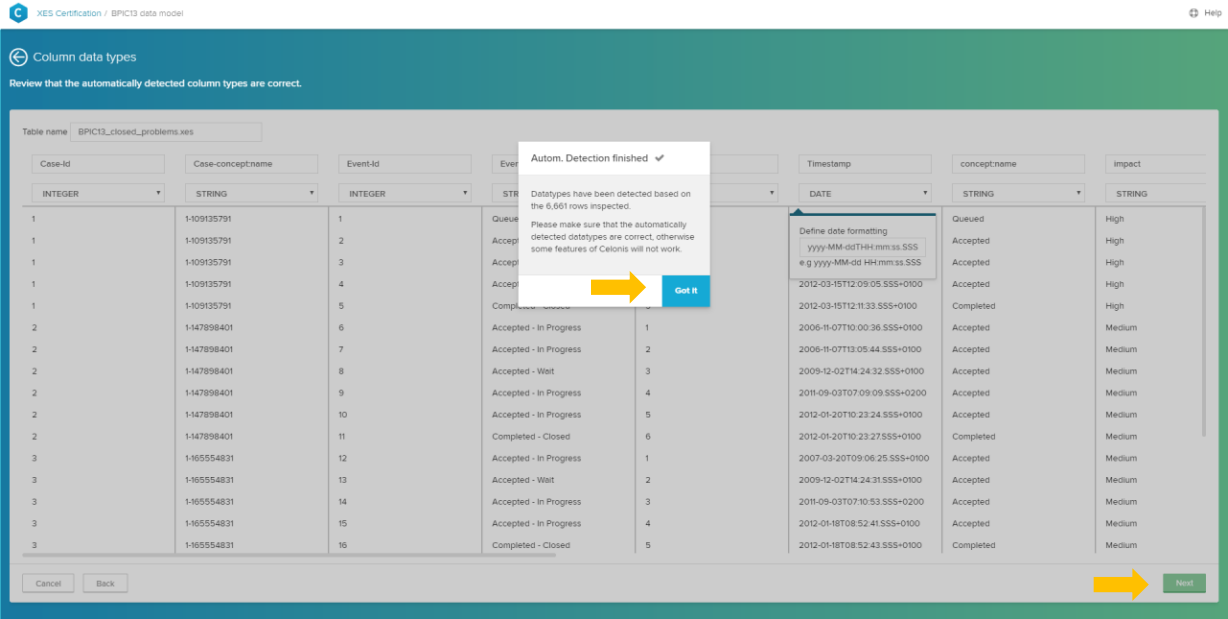 C XES Certification / BPIC13 data model Help
Column data types
Review that the automatically detected column types are correct.
Table name BPIC13_closed_problems.xes
Case-Id Case-concept:name Event-Id Even Timestamp concept:name impact
INTEGER STRING INTEGER STR DATE STRING STRING
Autom. Detection finished ✔
Datatypes have been detected based on
the 6,661 rows inspected.
Please make sure that the automatically
detected datatypes are correct, otherwise
some features of Celonis will not work.
Got It
Define date formatting
yyyy-MM-ddTHH:mm:ss.SSS
e.g yyyy-MM-dd HH:mm:ss.SSS
1 1-109135791 1 Queue Queued High
1 1-109135791 2 Accept Accepted High
1 1-109135791 3 Accept Accepted High
1 1-109135791 4 Accept 2012-03-15T12:09:05.SSS+0100 Accepted High
1 1-109135791 5 Completed - Closed 5 2012-03-15T12:11:33.SSS+0100 Completed High
2 1-147898401 6 Accepted - In Progress 1 2006-11-07T10:00:36.SSS+0100 Accepted Medium
2 1-147898401 7 Accepted - In Progress 2 2006-11-07T13:05:44.SSS+0100 Accepted Medium
2 1-147898401 8 Accepted - Wait 3 2009-12-02T14:24:32.SSS+0100 Accepted Medium
2 1-147898401 9 Accepted - In Progress 4 2011-09-03T07:09:09.SSS+0200 Accepted Medium
2 1-147898401 10 Accepted - In Progress 5 2012-01-20T10:23:24.SSS+0100 Accepted Medium
2 1-147898401 11 Completed - Closed 6 2012-01-20T10:23:27.SSS+0100 Completed Medium
3 1-165554831 12 Accepted - In Progress 1 2007-03-20T09:06:25.SSS+0100 Accepted Medium
3 1-165554831 13 Accepted - Wait 2 2009-12-02T14:24:31.SSS+0100 Accepted Medium
3 1-165554831 14 Accepted - In Progress 3 2011-09-03T07:10:53.SSS+0200 Accepted Medium
3 1-165554831 15 Accepted - In Progress 4 2012-01-18T08:52:41.SSS+0100 Accepted Medium
3 1-165554831 16 Completed - Closed 5 2012-01-18T08:52:43.SSS+0100 Completed Medium
Cancel Back Next